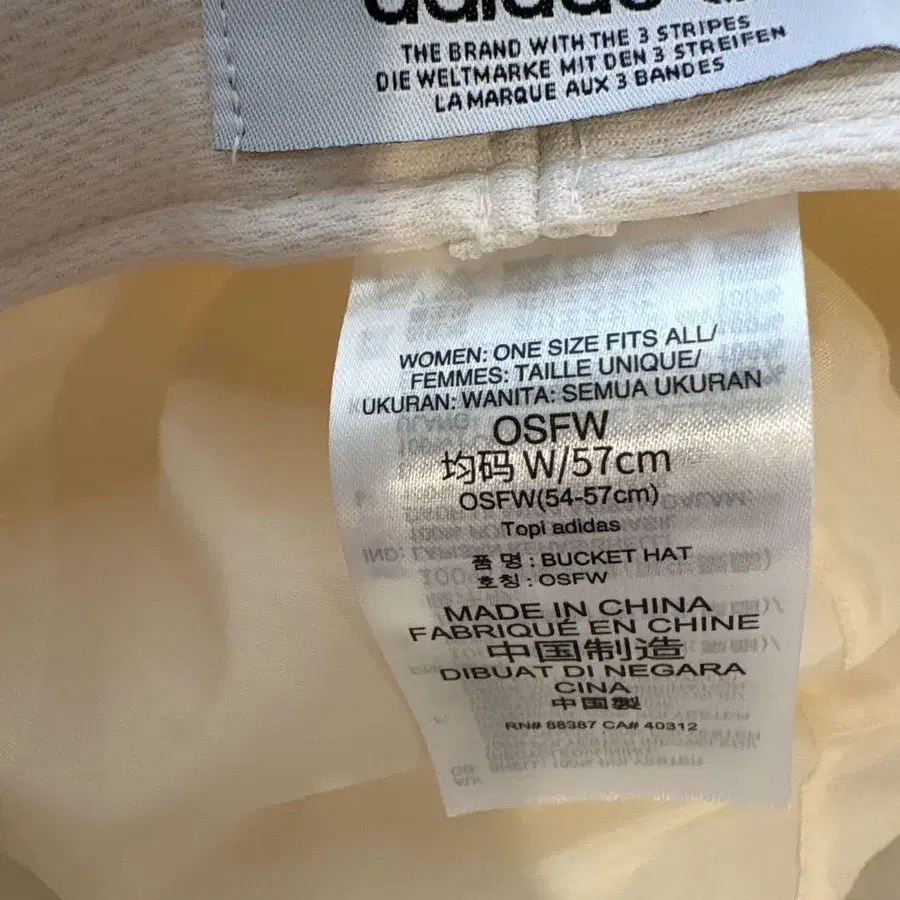 adidas
THE BRAND WITH THE 3 STRIPES
DIE WELTMARKE MIT DEN 3 STREIFEN
LA MARQUE AUX 3 BANDES
WOMEN: ONE SIZE FITS ALL/
FEMMES: TAILLE UNIQUE/
UKURAN: WANITA: SEMUA UKURAN
OSFW
均码 W/57cm
OSFW(54-57cm)
Topi adidas
품 명 : BUCKET HAT
호칭 : OSFW
MADE IN CHINA
FABRIQUÉ EN CHINE
中国制造
DIBUAT DI NEGARA
CINA
中国製
RN# 88387 CA# 40312